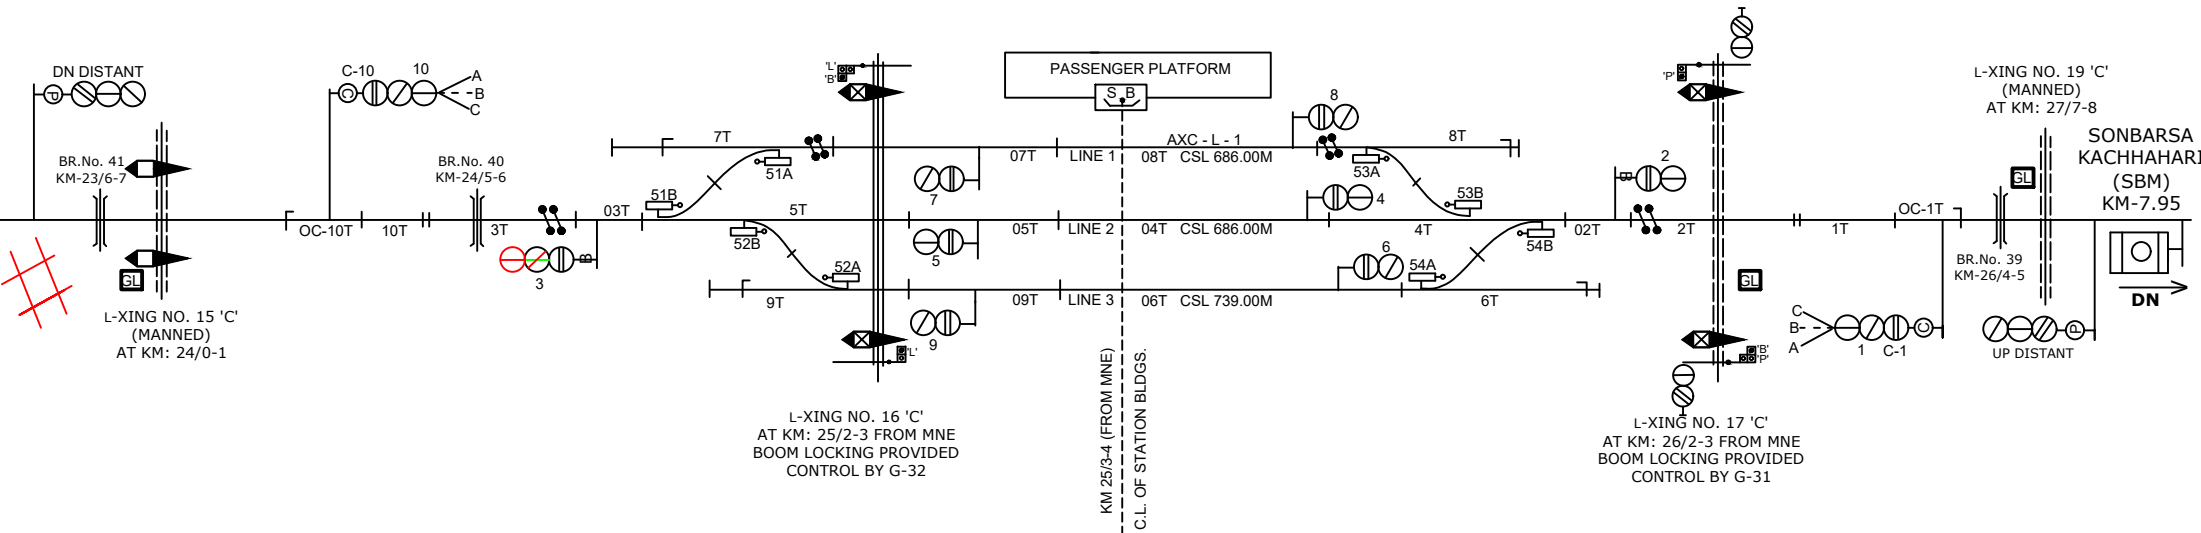 DN DISTANT
P
BR.No. 41
KM-23/6-7
GL
L-XING NO. 15 'C'
(MANNED)
AT KM: 24/0-1
C-10
10
C
A
B
C
OC-10T
10T
BR.No. 40
KM-24/5-6
3T
3
B
03T
51B
7T
51A
52B
5T
52A
9T
'L'
'B'
'L'
L-XING NO. 16 'C'
AT KM: 25/2-3 FROM MNE
BOOM LOCKING PROVIDED
CONTROL BY G-32
7
5
9
PASSENGER PLATFORM
S B
07T
LINE 1
08T
AXC - L - 1
CSL 686.00M
05T
LINE 2
04T
CSL 686.00M
09T
LINE 3
06T
CSL 739.00M
KM 25/3-4 (FROM MNE)
C.L. OF STATION BLDGS.
8
8T
53A
4
53B
4T
6
54A
54B
6T
02T
2
B
2T
'P'
GL
'B'
'P'
L-XING NO. 17 'C'
AT KM: 26/2-3 FROM MNE
BOOM LOCKING PROVIDED
CONTROL BY G-31
1T
OC-1T
C
B
A
1
C-1
C
BR.No. 39
KM-26/4-5
GL
L-XING NO. 19 'C'
(MANNED)
AT KM: 27/7-8
P
UP DISTANT
SONBARSA
KACHHAHARI
(SBM)
KM-7.95
DN